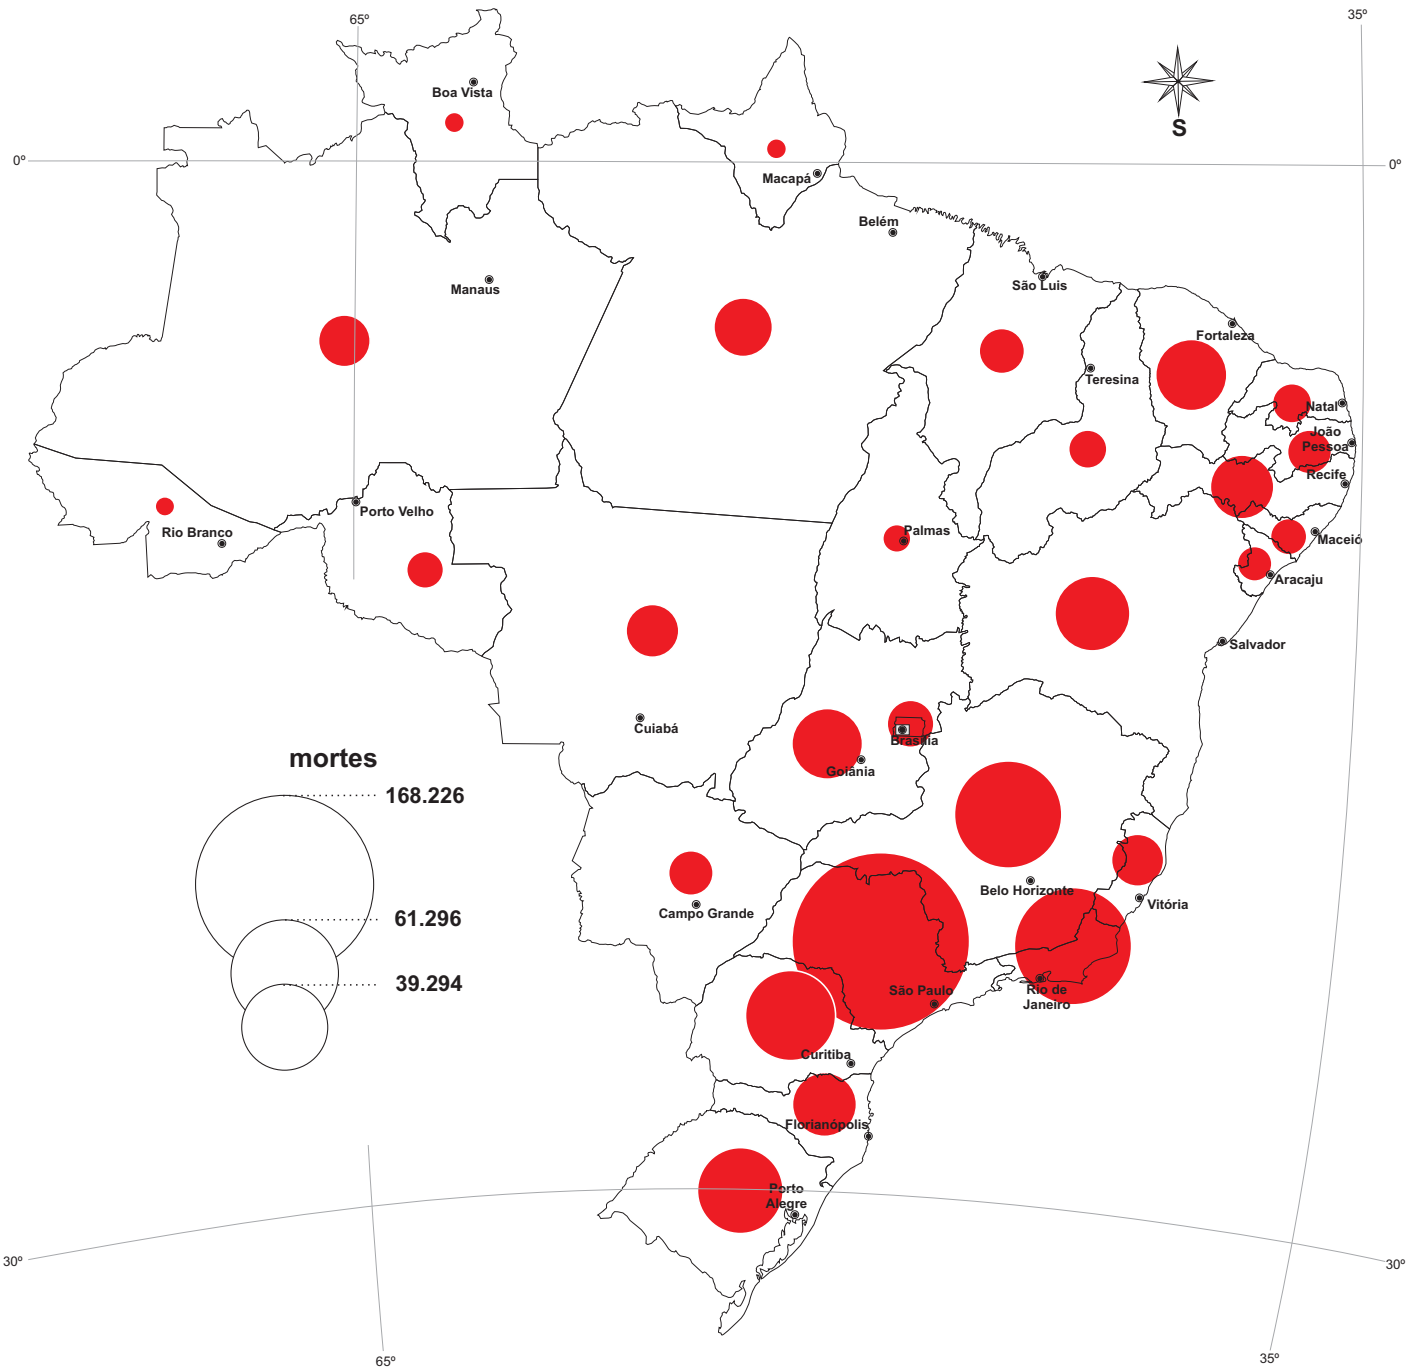 65º
35º
Boa Vista
S
0º
0º
Macapá
Belém
São Luis
Manaus
Fortaleza
Teresina
Natal
João
Pessoa
Recife
Porto Velho
Rio Branco
Palmas
Maceió
Aracaju
Salvador
Cuiabá
Brasília
Goiânia
mortes
168.226
61.296
39.294
Belo Horizonte
Vitória
Campo Grande
São Paulo
Rio de
Janeiro
Curitiba
Florianópolis
Porto
Alegre
30º
30º
65º
35º